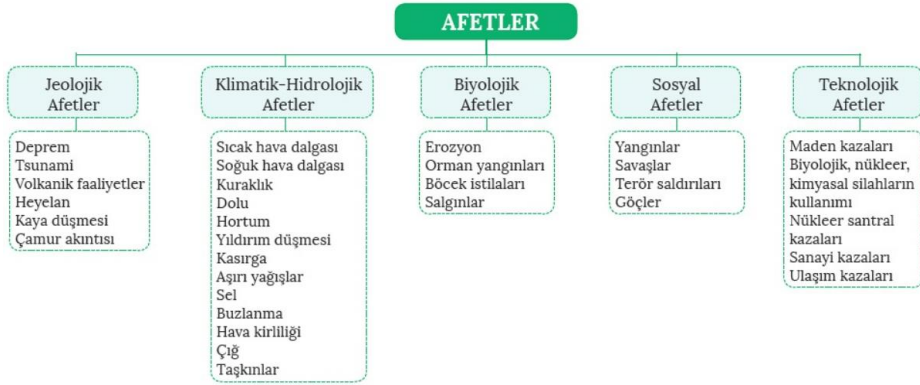 AFETLER
Jeolojik
Afetler
Deprem
Tsunami
Volkanik faaliyetler
Heyelan
Kaya düşmesi
Çamur akıntısı
Klimatik-Hidrolojik
Afetler
Sıcak hava dalgası
Soğuk hava dalgası
Kuraklık
Dolu
Hortum
Yıldırım düşmesi
Kasırga
Aşırı yağışlar
Sel
Buzlanma
Hava kirliliği
Çığ
Taşkınlar
Biyolojik
Afetler
Erozyon
Orman yangınları
Böcek istilaları
Salgınlar
Sosyal
Afetler
Yangınlar
Savaşlar
Terör saldırıları
Göçler
Teknolojik
Afetler
Maden kazaları
Biyolojik, nükleer,
kimyasal silahların
kullanımı
Nükleer santral
kazaları
Sanayi kazaları
Ulaşım kazaları